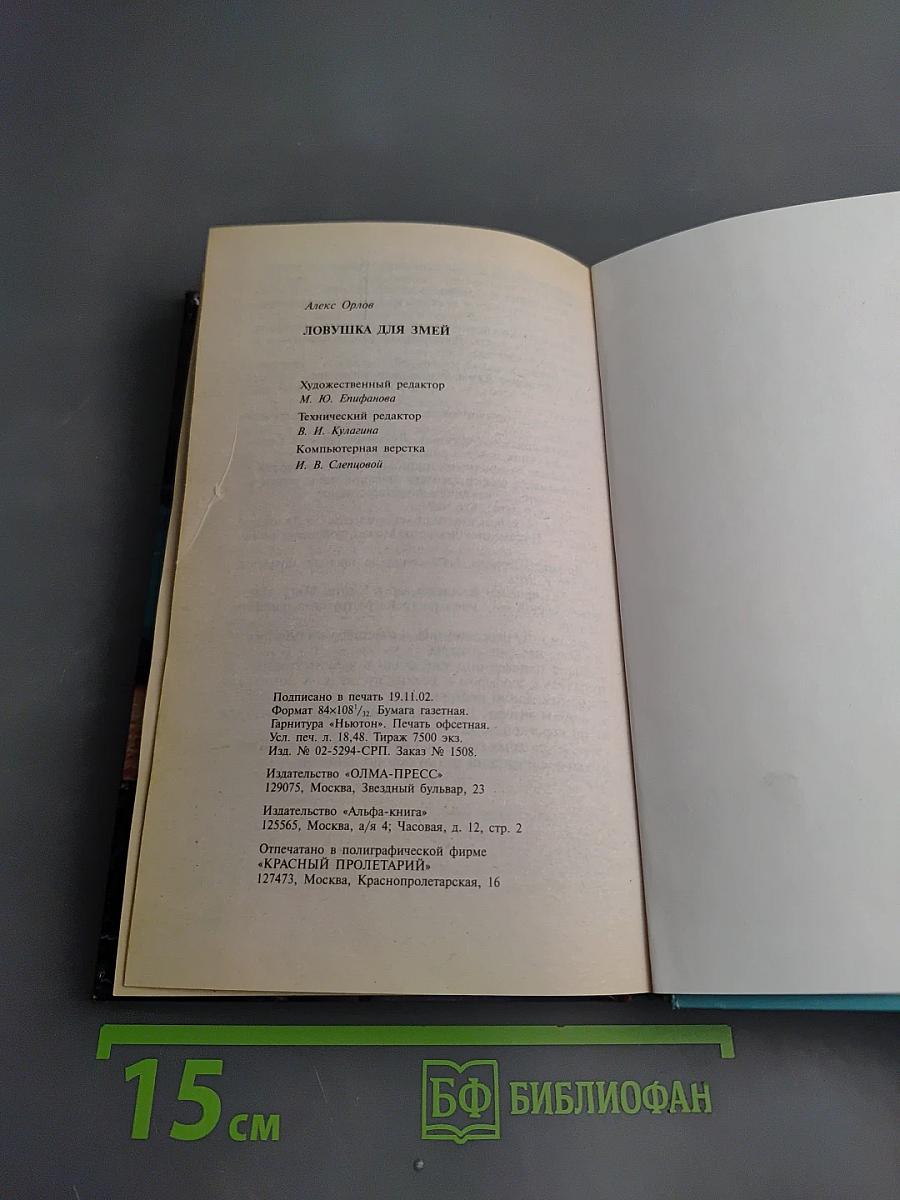 Алекс Орлов
ЛОВУШКА ДЛЯ ЗМЕЙ
Художественный редактор
М. Ю. Епифанова
Технический редактор
В. И. Кулагина
Компьютерная верстка
И. В. Слепцовой
Подписано в печать 19.11.02.
Формат 84×108¹/₃₂. Бумага газетная.
Гарнитура «Ньютон». Печать офсетная.
Усл. печ. л. 18,48. Тираж 7500 экз.
Изд. № 02-5294-СРП. Заказ № 1508.
Издательство «ОЛМА-ПРЕСС»
129075, Москва, Звездный бульвар, 23
Издательство «Альфа-книга»
125565, Москва, а/я 4; Часовая, д. 12, стр. 2
Отпечатано в полиграфической фирме
«КРАСНЫЙ ПРОЛЕТАРИЙ»
127473, Москва, Краснопролетарская, 16
15 см
БФ БИБЛИОФАН